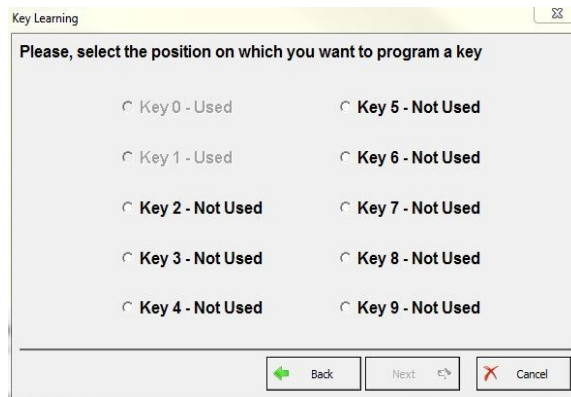 Key Learning
Please, select the position on which you want to program a key
Key 0 - Used
Key 1 - Used
Key 2 - Not Used
Key 3 - Not Used
Key 4 - Not Used
Key 5 - Not Used
Key 6 - Not Used
Key 7 - Not Used
Key 8 - Not Used
Key 9 - Not Used
Back
Next
Cancel